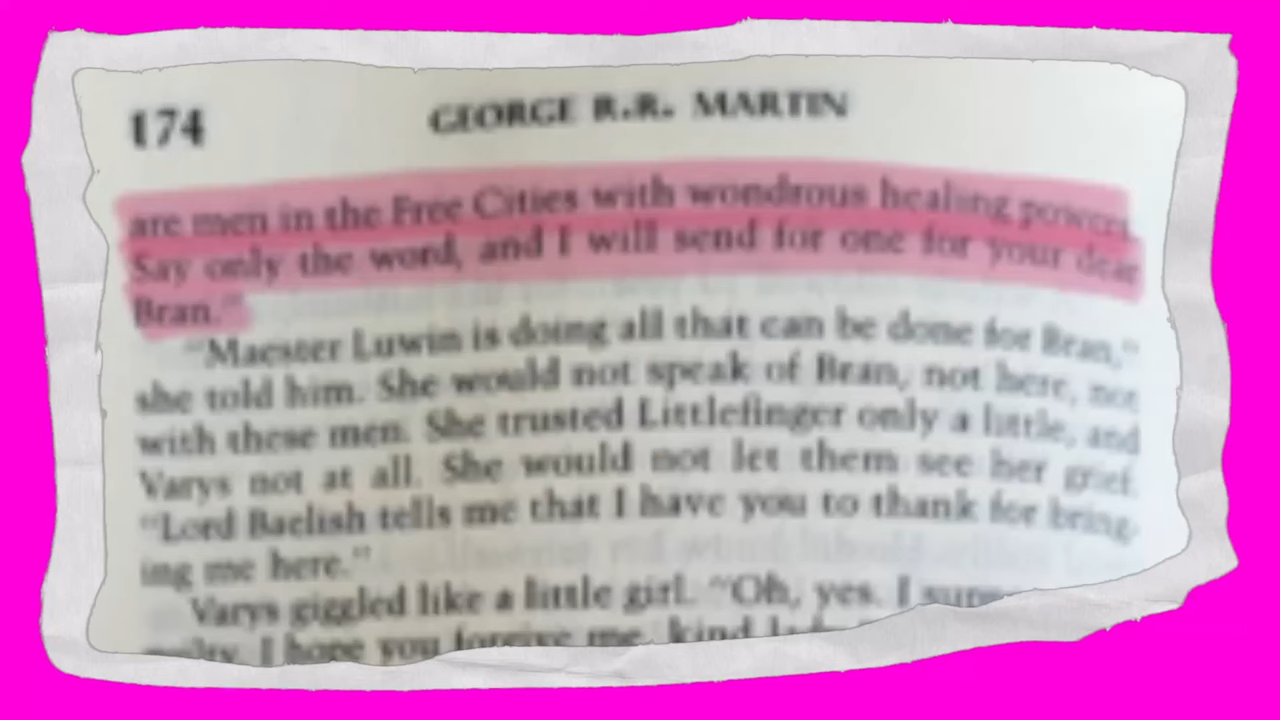 174
GEORGE R.R. MARTIN
are men in the Free Cities with wondrous healing powers.
Say only the word, and I will send for one for your dear
Bran."
"Maester Luwin is doing all that can be done for Bran,"
she told him. She would not speak of Bran, not here, not
with these men. She trusted Littlefinger only a little, and
Varys not at all. She would not let them see her grief.
"Lord Baelish tells me that I have you to thank for bring-
ing me here."
Varys giggled like a little girl. "Oh, yes. I
I hope you forgive me, kind